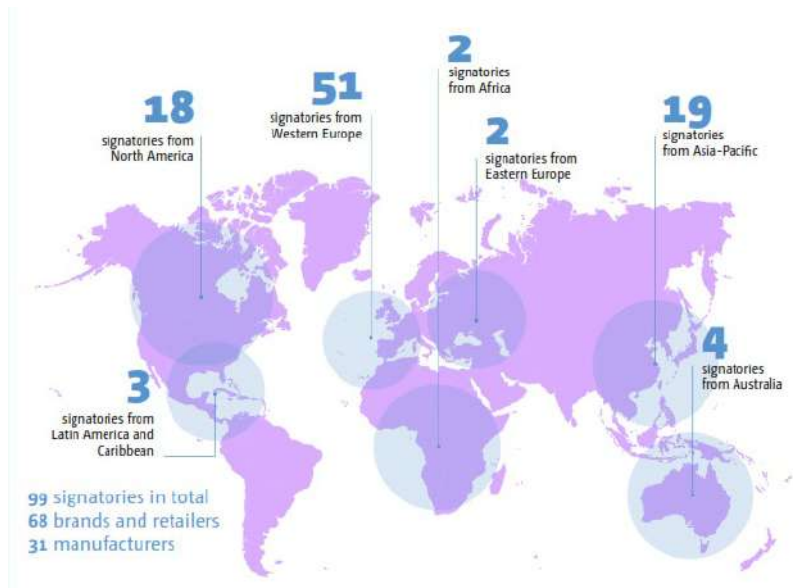 2
signatories
from Africa
51
signatories from
Western Europe
18
signatories from
North America
2
signatories from
Eastern Europe
19
signatories
from Asia-Pacific
4
signatories
from Australia
3
signatories from
Latin America and
Caribbean
99 signatories in total
68 brands and retailers
31 manufacturers